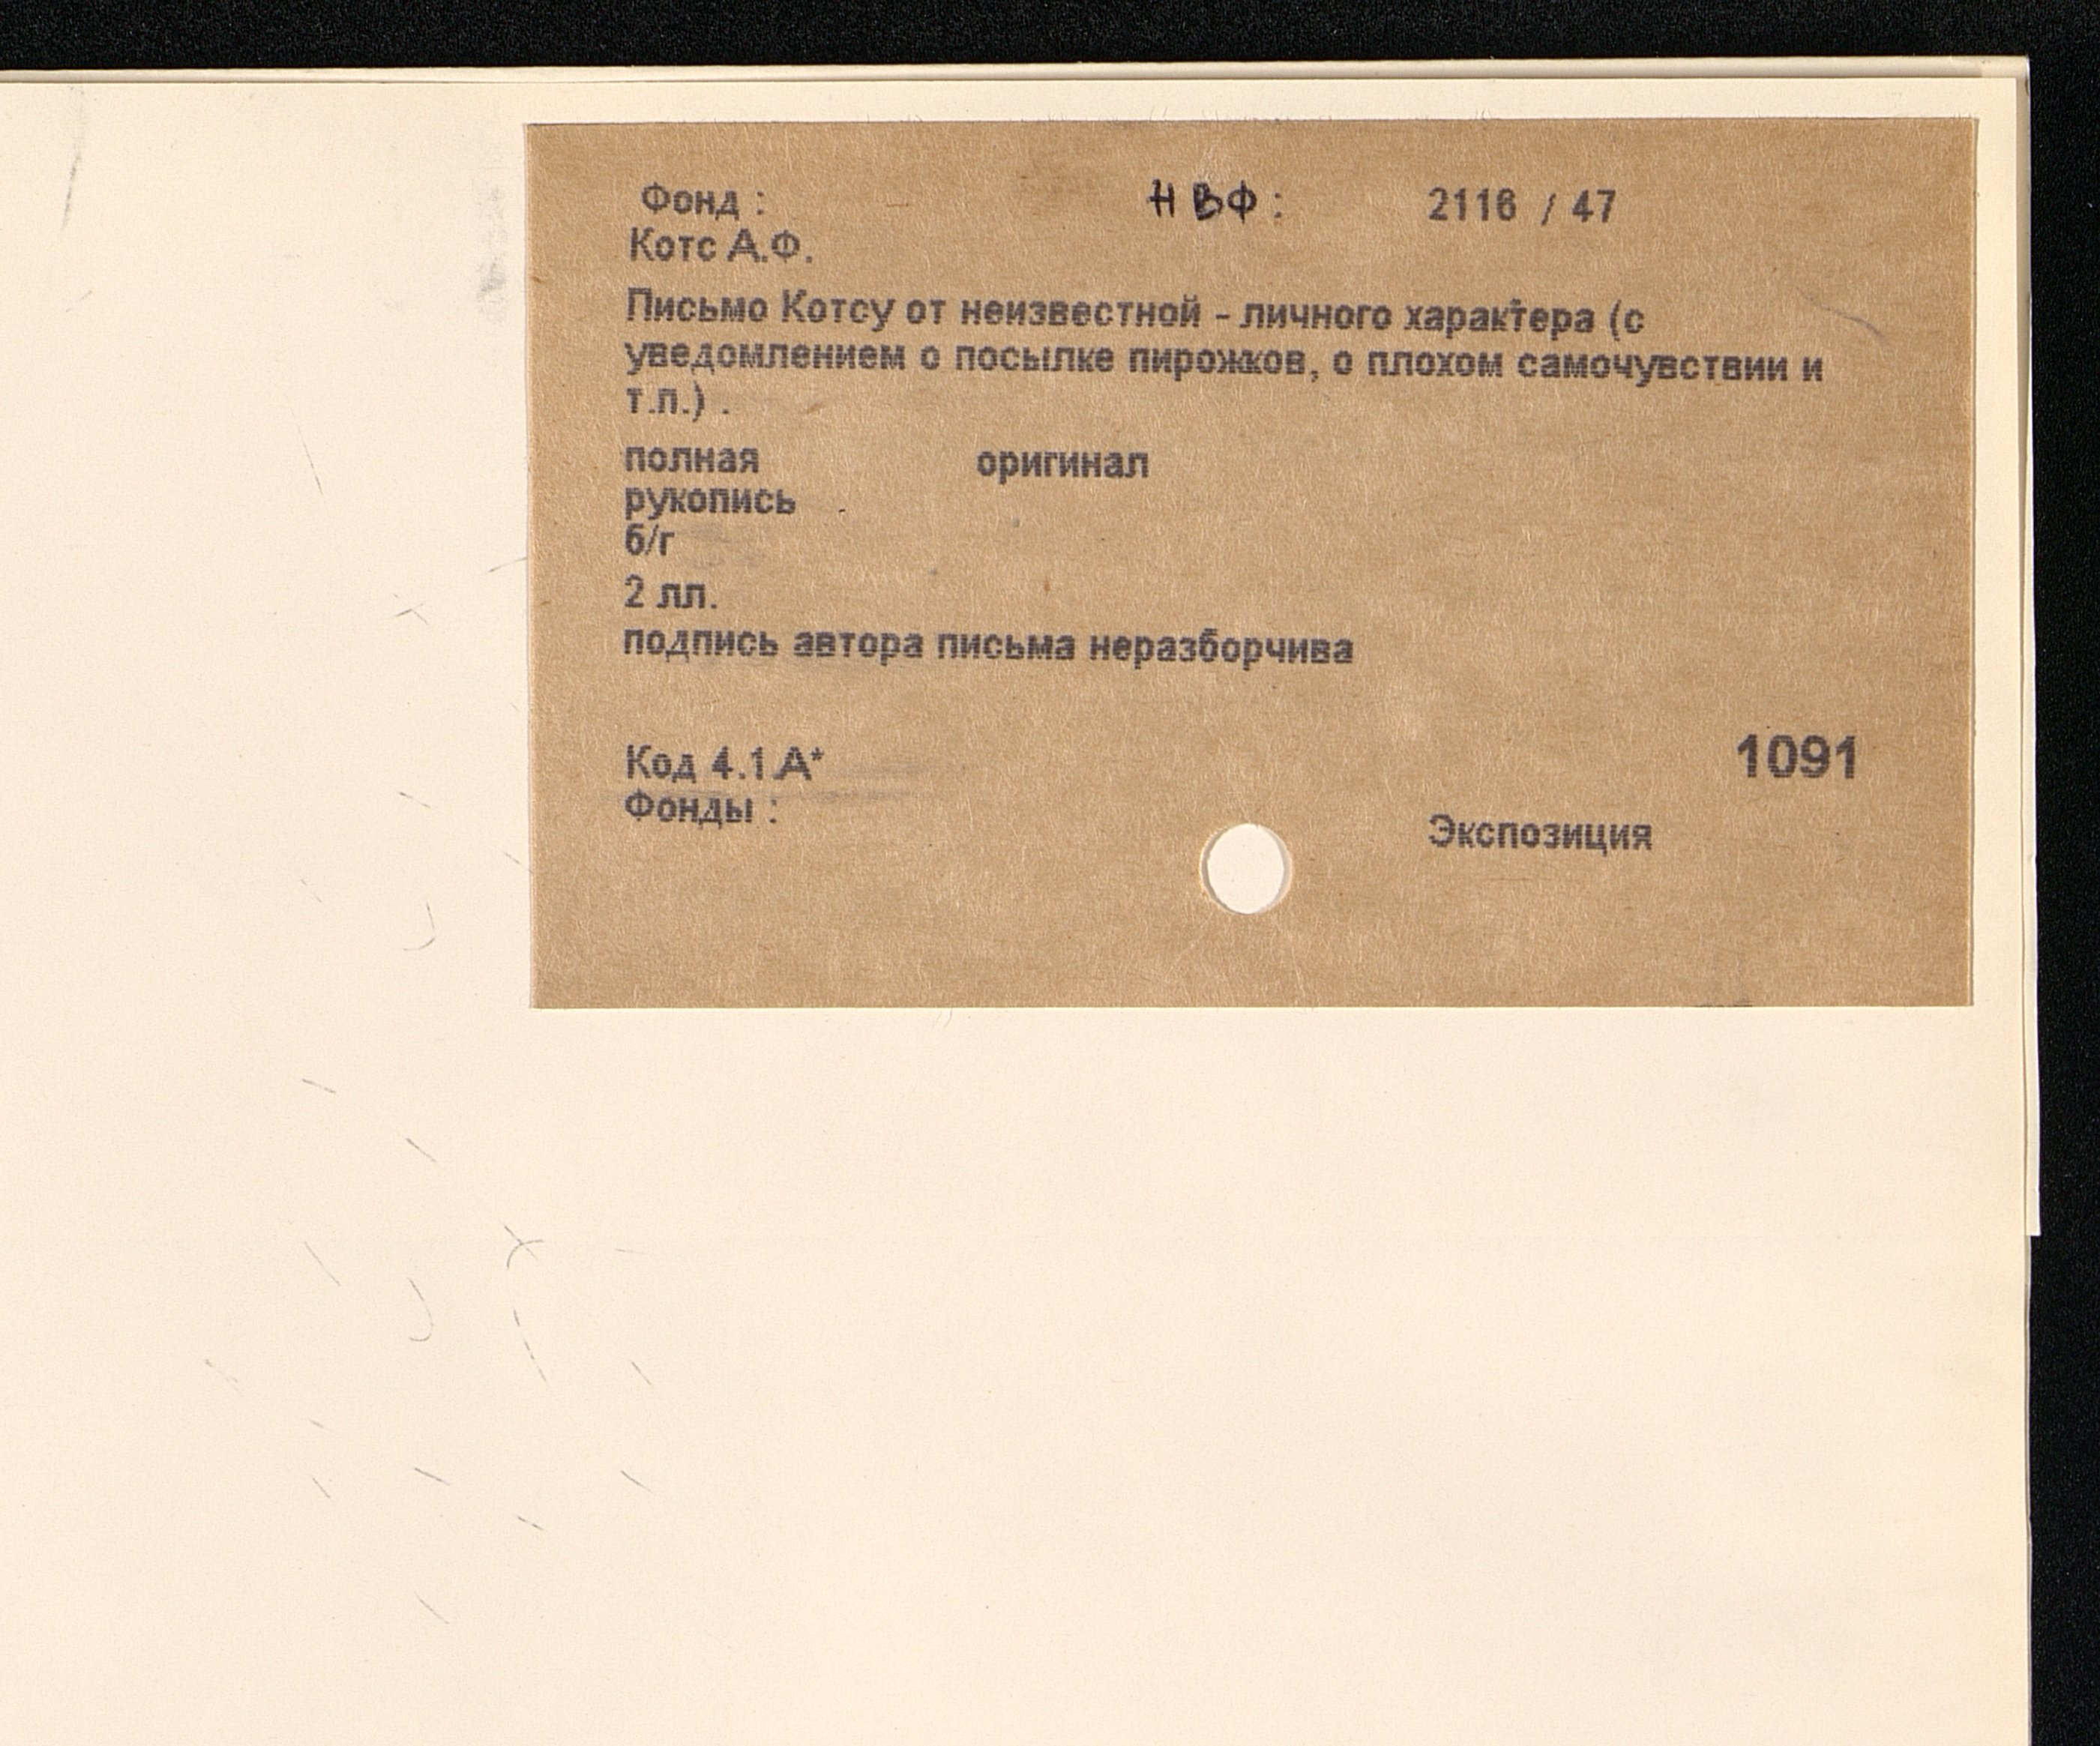 Фонд : НВФ: 2116 / 47
Котс А.Ф.
Письмо Котсу от неизвестной - личного характера (с
уведомлением о посылке пирожков, о плохом самочувствии и
т.п.) .
полная оригинал
рукопись
б/г
2 лл.
подпись автора письма неразборчива
Код 4.1.А*
1091
Фонды :
Экспозиция